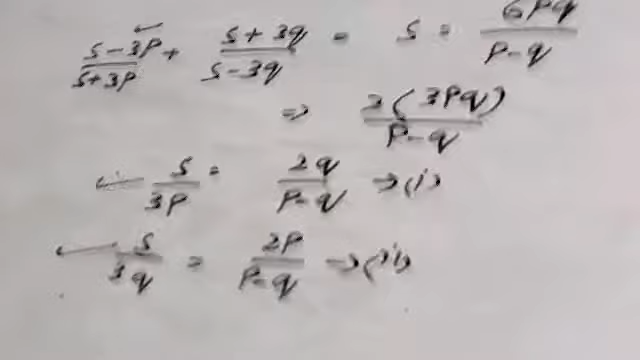 (s-3p)/(s+3p) + (s+3q)/(s-3q) = s = 6pq/(p-q)
=> 2(3pq)/(p-q)
s/3p = 2q/(p-q) → (i)
s/3q = 2p/(p-q) → (ii)